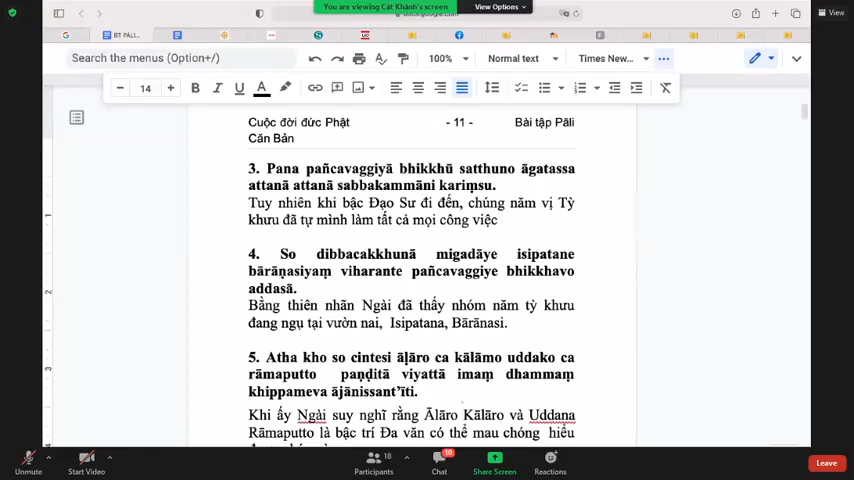 You are viewing Cát Khánh's screen
View Options
View
BT PĀLI
Search the menus (Option+/)
100%
Normal text
Times New...
14
Cuộc đời đức Phật - 11 - Bài tập Pāli
Căn Bản
3. Pana pañcavaggiyā bhikkhū satthuno āgatassa
attanā attanā sabbakammāni kariṃsu.
Tuy nhiên khi bậc Đạo Sư đi đến, chúng năm vị Tỳ
khưu đã tự mình làm tất cả mọi công việc
4. So dibbacakkhunā migadāye isipatane
bārāṇasiyaṃ viharante pañcavaggiye bhikkhavo
addasā.
Bằng thiên nhãn Ngài đã thấy nhóm năm tỳ khưu
đang ngụ tại vườn nai, Isipatana, Bārānasi.
5. Atha kho so cintesi āḷāro ca kālāmo uddako ca
rāmaputto paṇḍitā viyattā imaṃ dhammaṃ
khippameva ājānissant’īti.
Khi ấy Ngài suy nghĩ rằng Ālāro Kālāro và Uddana
Rāmaputto là bậc trí Đa văn có thể mau chóng hiểu
Unmute
Start Video
18
Participants
10
Chat
Share Screen
Reactions
Leave